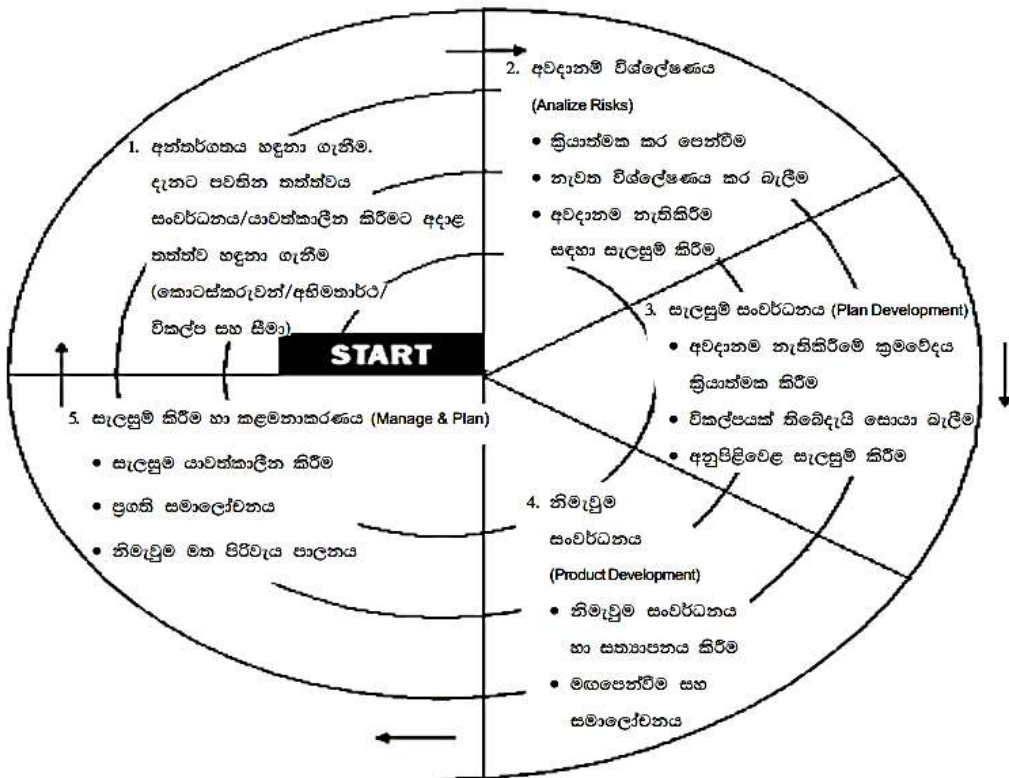 1. අන්තර්ගතය හඳුනා ගැනීම.
දැනට පවතින තත්ත්වය
සංවර්ධනය/යාවත්කාලීන කිරීමට අදාළ
තත්ත්ව හඳුනා ගැනීම
(කොටස්කරුවන්/අභිමතාර්ථ/
විකල්ප සහ සීමා)
START
2. අවදානම් විශ්ලේෂණය
(Analize Risks)
• ක්‍රියාත්මක කර පෙන්වීම
• නැවත විශ්ලේෂණය කර බැලීම
• අවදානම නැතිකිරීම
සඳහා සැලසුම් කිරීම
3. සැලසුම් සංවර්ධනය (Plan Development)
• අවදානම නැතිකිරීමේ ක්‍රමවේදය
ක්‍රියාත්මක කිරීම
• විකල්පයක් තිබේදැයි සොයා බැලීම
• අනුපිළිවෙළ සැලසුම් කිරීම
4. නිමැවුම
සංවර්ධනය
(Product Development)
• නිමැවුම සංවර්ධනය
හා සත්‍යාපනය කිරීම
• මඟපෙන්වීම සහ
සමාලෝචනය
5. සැලසුම් කිරීම හා කළමනාකරණය (Manage & Plan)
• සැලසුම යාවත්කාලීන කිරීම
• ප්‍රගති සමාලෝචනය
• නිමැවුම මත පිරිවැය පාලනය